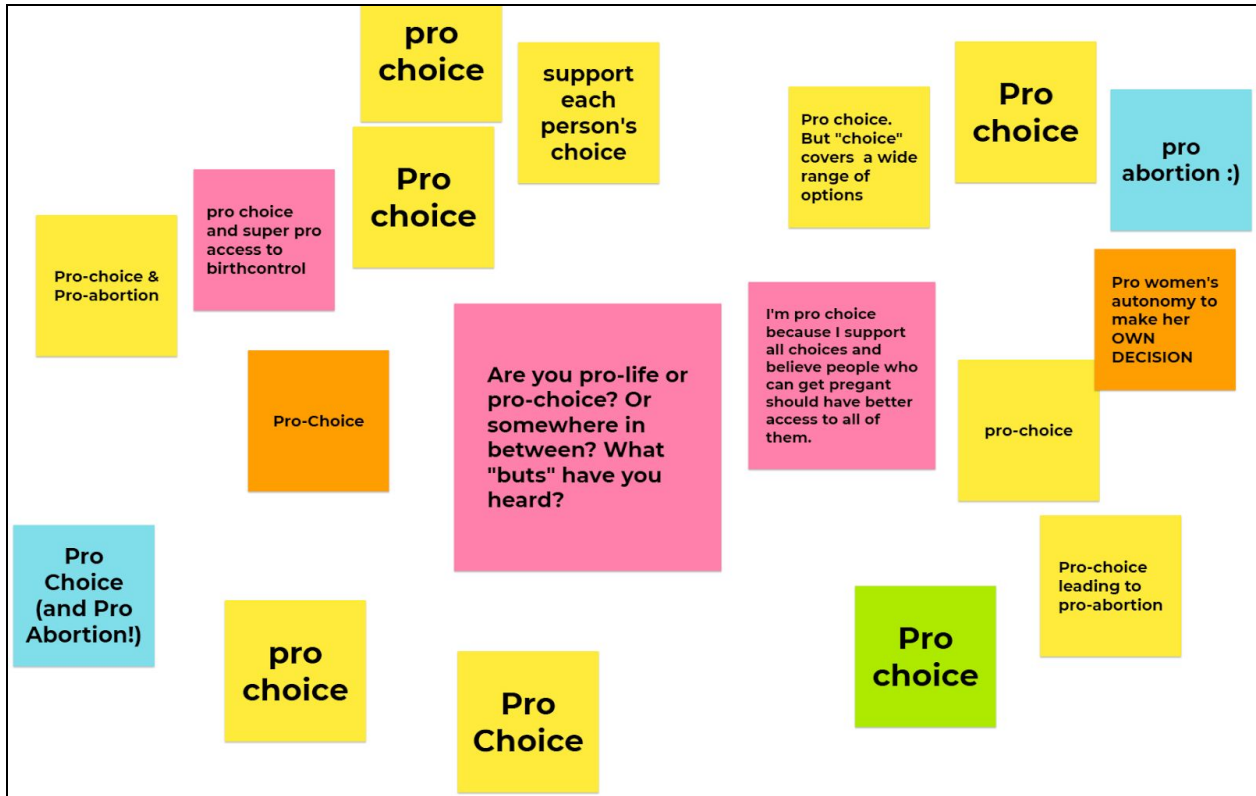 pro
choice
support
each
person's
choice
Pro
choice
Pro choice.
But "choice"
covers  a wide
range of
options
Pro
choice
pro
abortion :)
pro choice
and super pro
access to
birthcontrol
Pro-choice &
Pro-abortion
Pro-Choice
Are you pro-life or
pro-choice? Or
somewhere in
between? What
"buts" have you
heard?
I'm pro choice
because I support
all choices and
believe people who
can get pregant
should have better
access to all of
them.
Pro women's
autonomy to
make her
OWN
DECISION
pro-choice
Pro
Choice
(and Pro
Abortion!)
pro
choice
Pro
Choice
Pro
choice
Pro-choice
leading to
pro-abortion